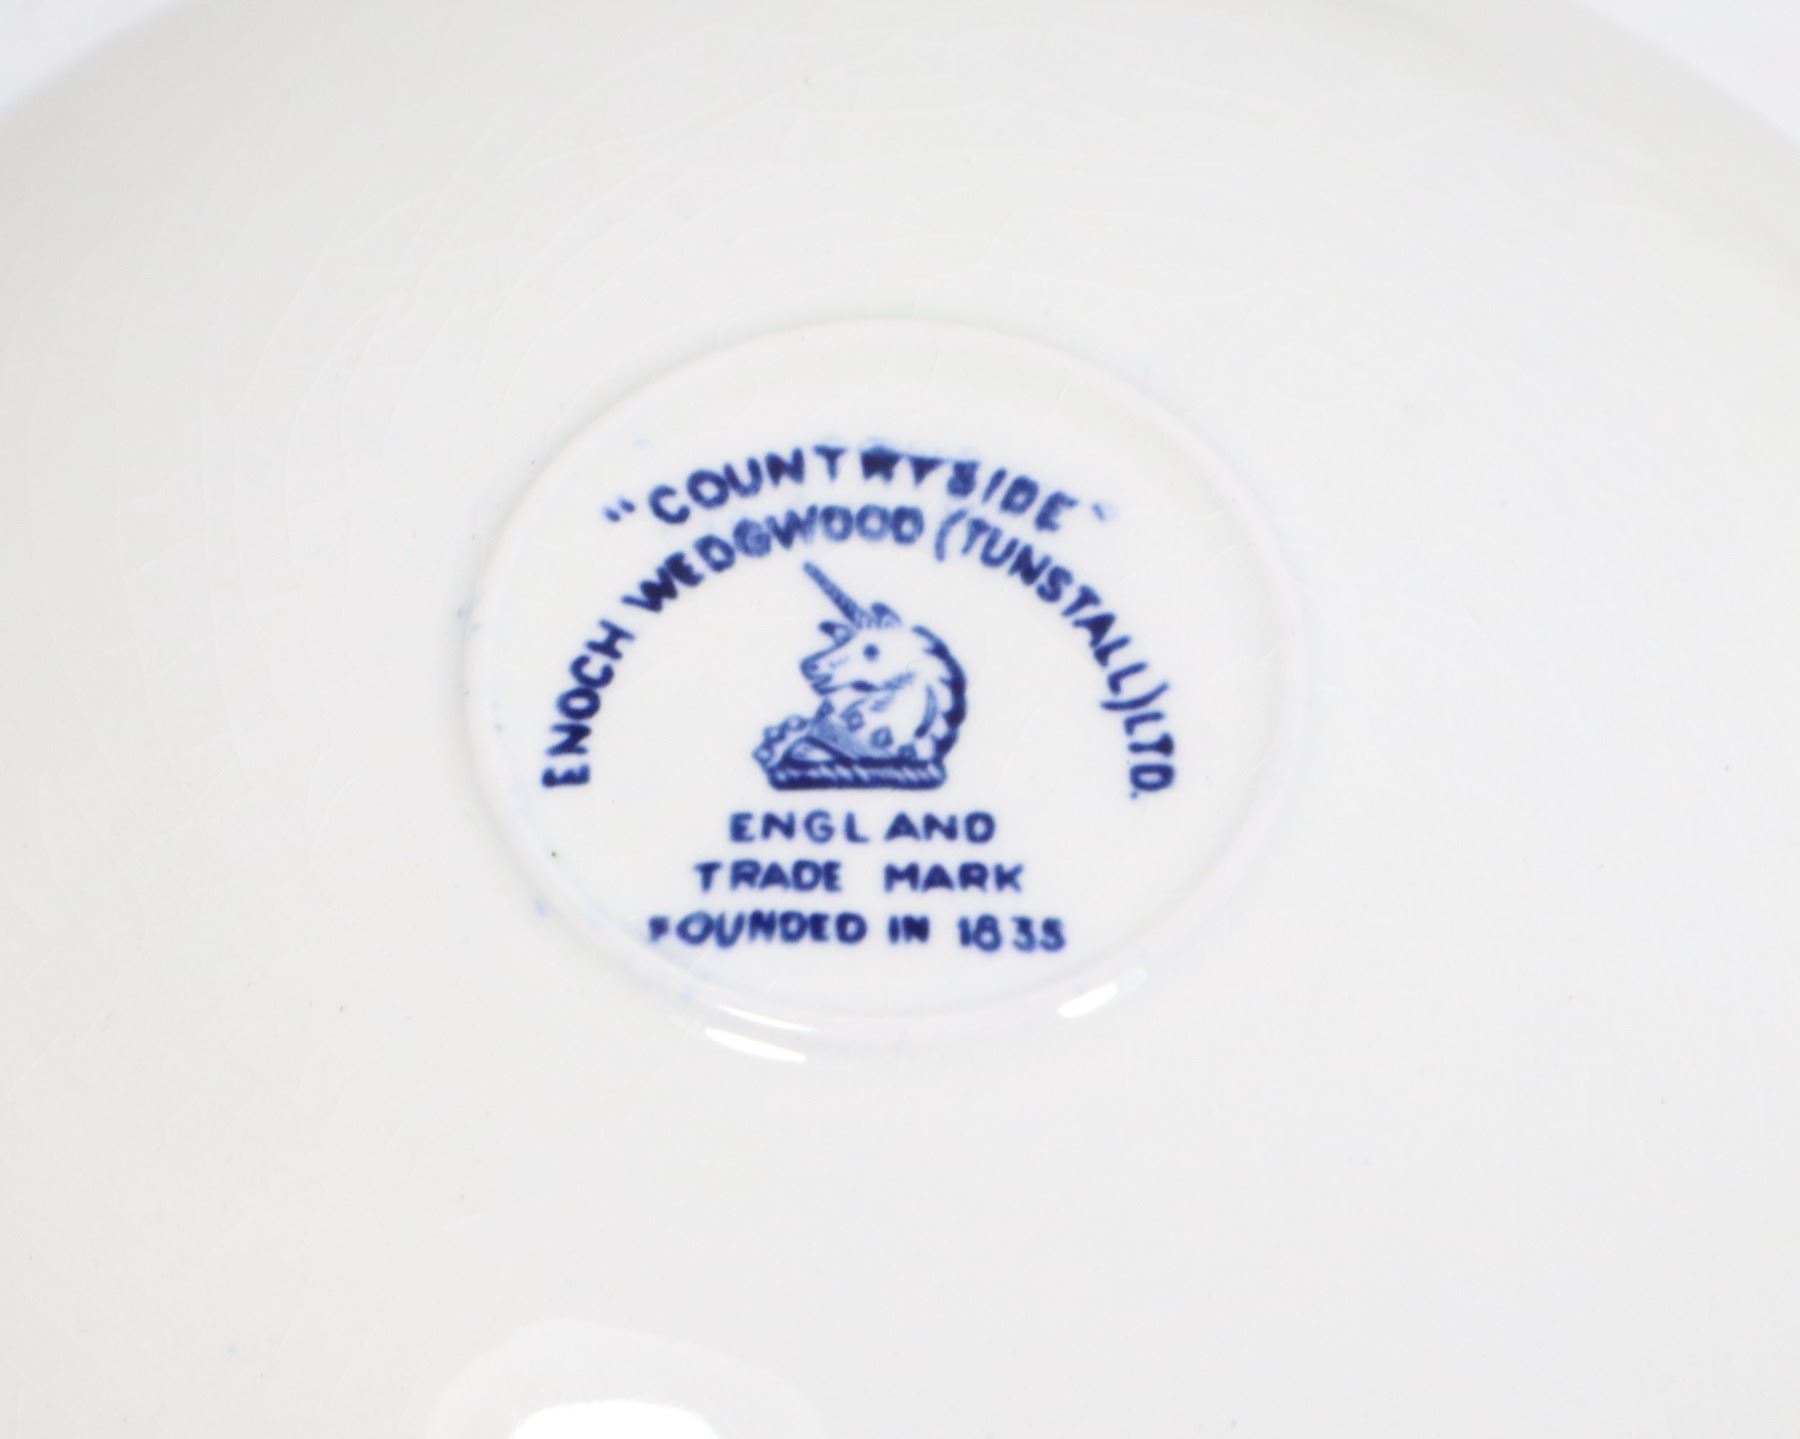 "COUNTRYSIDE"
ENOCH WEDGWOOD (TUNSTALL) LTD.
ENGLAND
TRADE MARK
FOUNDED IN 1835